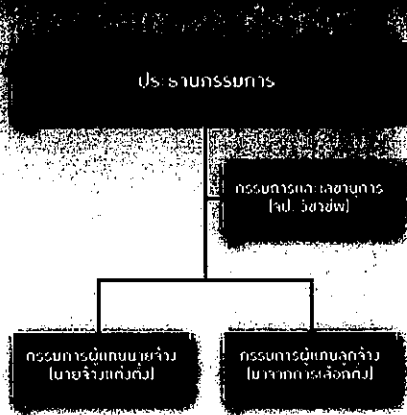 ประธานกรรมการ
กรรมการและเลขานุการ
(จป. วิชาชีพ)
กรรมการผู้แทนนายจ้าง
(นายจ้างแต่งตั้ง)
กรรมการผู้แทนลูกจ้าง
(มาจากการเลือกตั้ง)